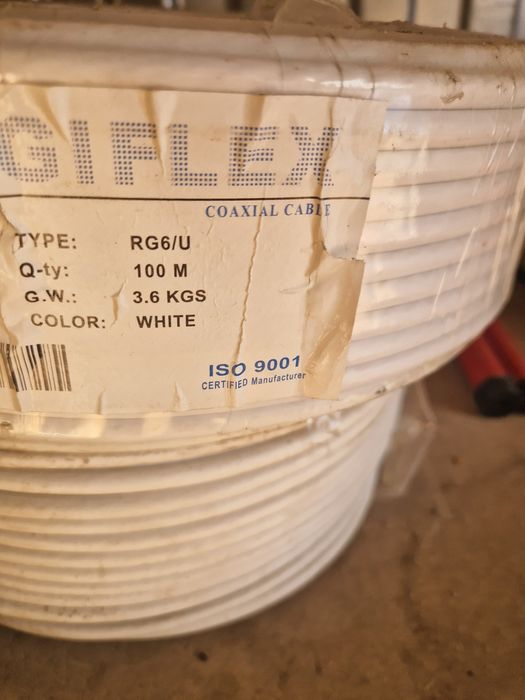 GIFLEX
COAXIAL CABLE
TYPE: RG6/U
Q-ty: 100 M
G.W.: 3.6 KGS
COLOR: WHITE
ISO 9001
CERTIFIED Manufacturer